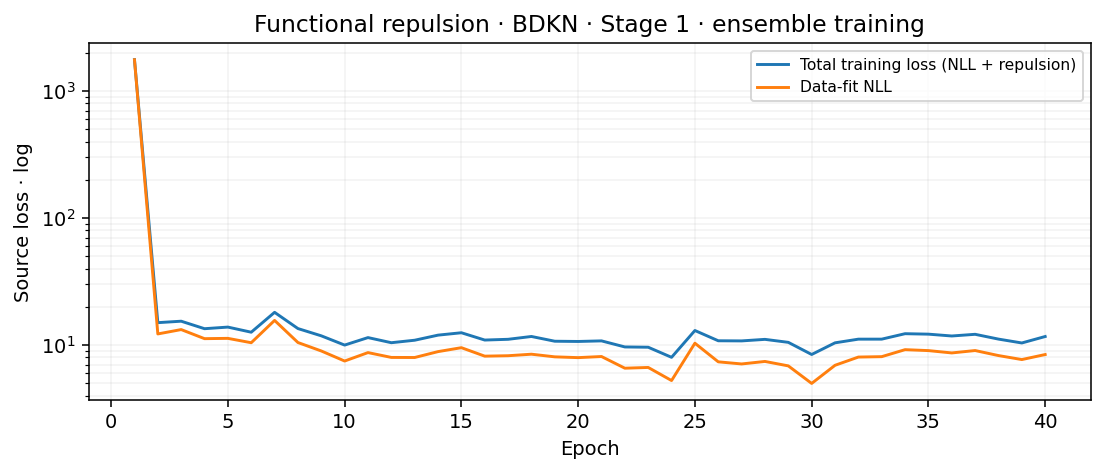 Functional repulsion · BDKN · Stage 1 · ensemble training
Total training loss (NLL + repulsion)
Data-fit NLL
Source loss · log
10³
10²
10¹
0 5 10 15 20 25 30 35 40
Epoch